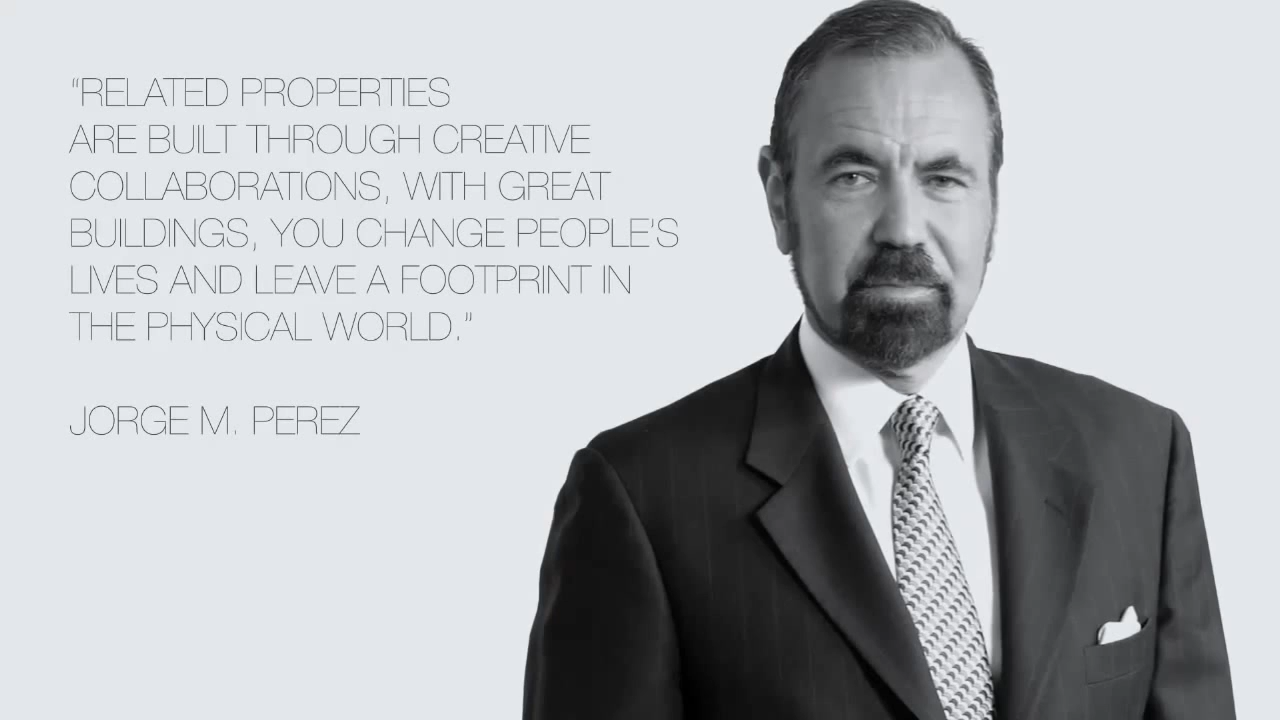 “RELATED PROPERTIES
ARE BUILT THROUGH CREATIVE
COLLABORATIONS, WITH GREAT
BUILDINGS, YOU CHANGE PEOPLE'S
LIVES AND LEAVE A FOOTPRINT IN
THE PHYSICAL WORLD.”
JORGE M. PEREZ